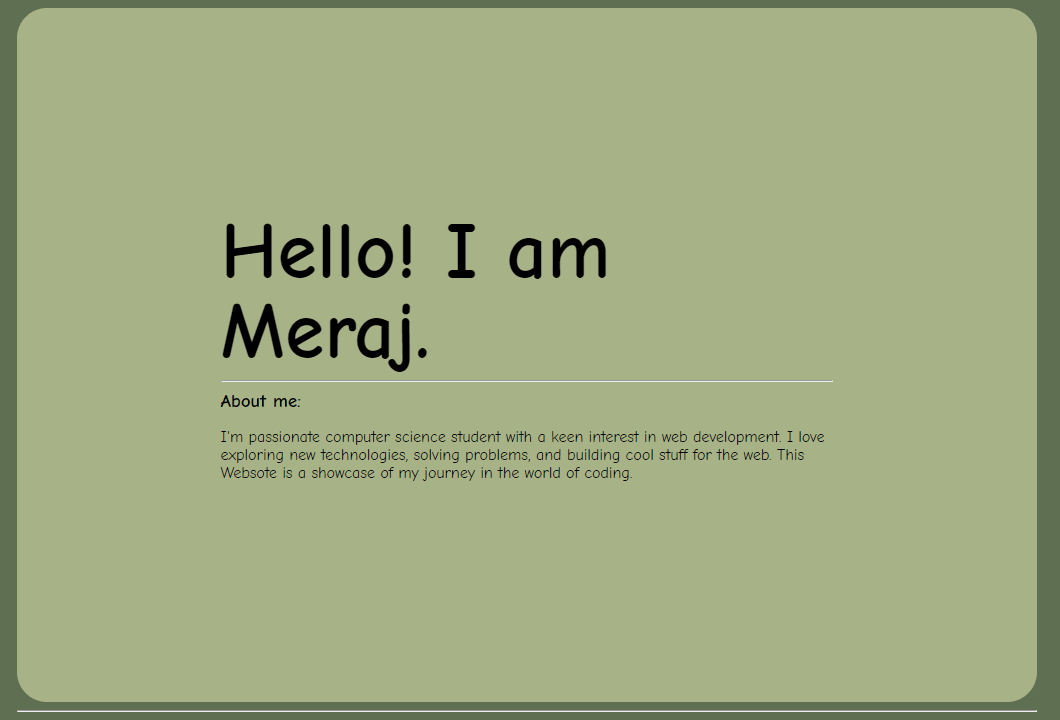 Hello! I am
Meraj.
About me:
I'm passionate computer science student with a keen interest in web development. I love
exploring new technologies, solving problems, and building cool stuff for the web. This
Websote is a showcase of my journey in the world of coding.